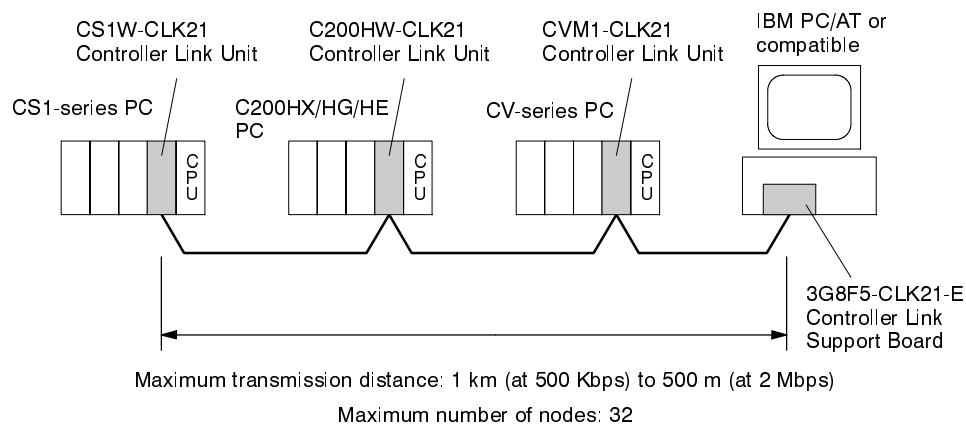 CS1W-CLK21
Controller Link Unit
C200HW-CLK21
Controller Link Unit
CVM1-CLK21
Controller Link Unit
IBM PC/AT or
compatible
CS1-series PC
C200HX/HG/HE
PC
CV-series PC
CPU
CPU
CPU
3G8F5-CLK21-E
Controller Link
Support Board
Maximum transmission distance: 1 km (at 500 Kbps) to 500 m (at 2 Mbps)
Maximum number of nodes: 32